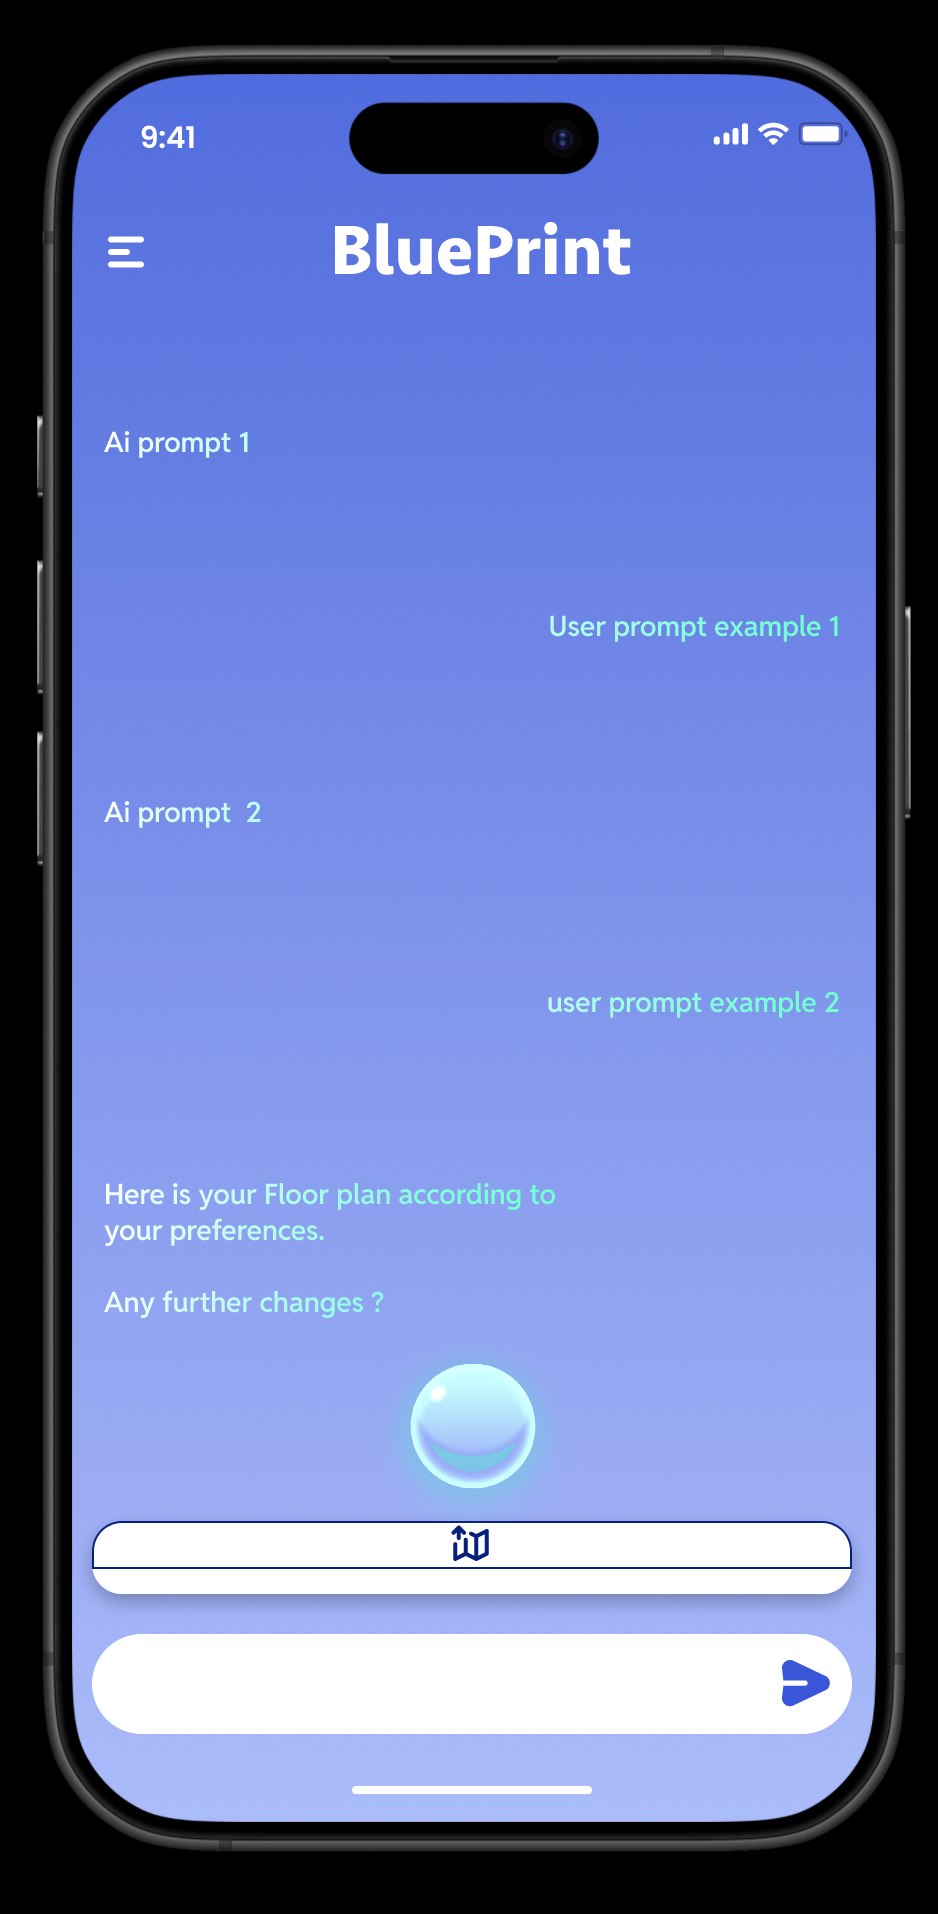 9:41
BluePrint
Ai prompt 1
User prompt example 1
Ai prompt  2
user prompt example 2
Here is your Floor plan according to
your preferences.
Any further changes ?